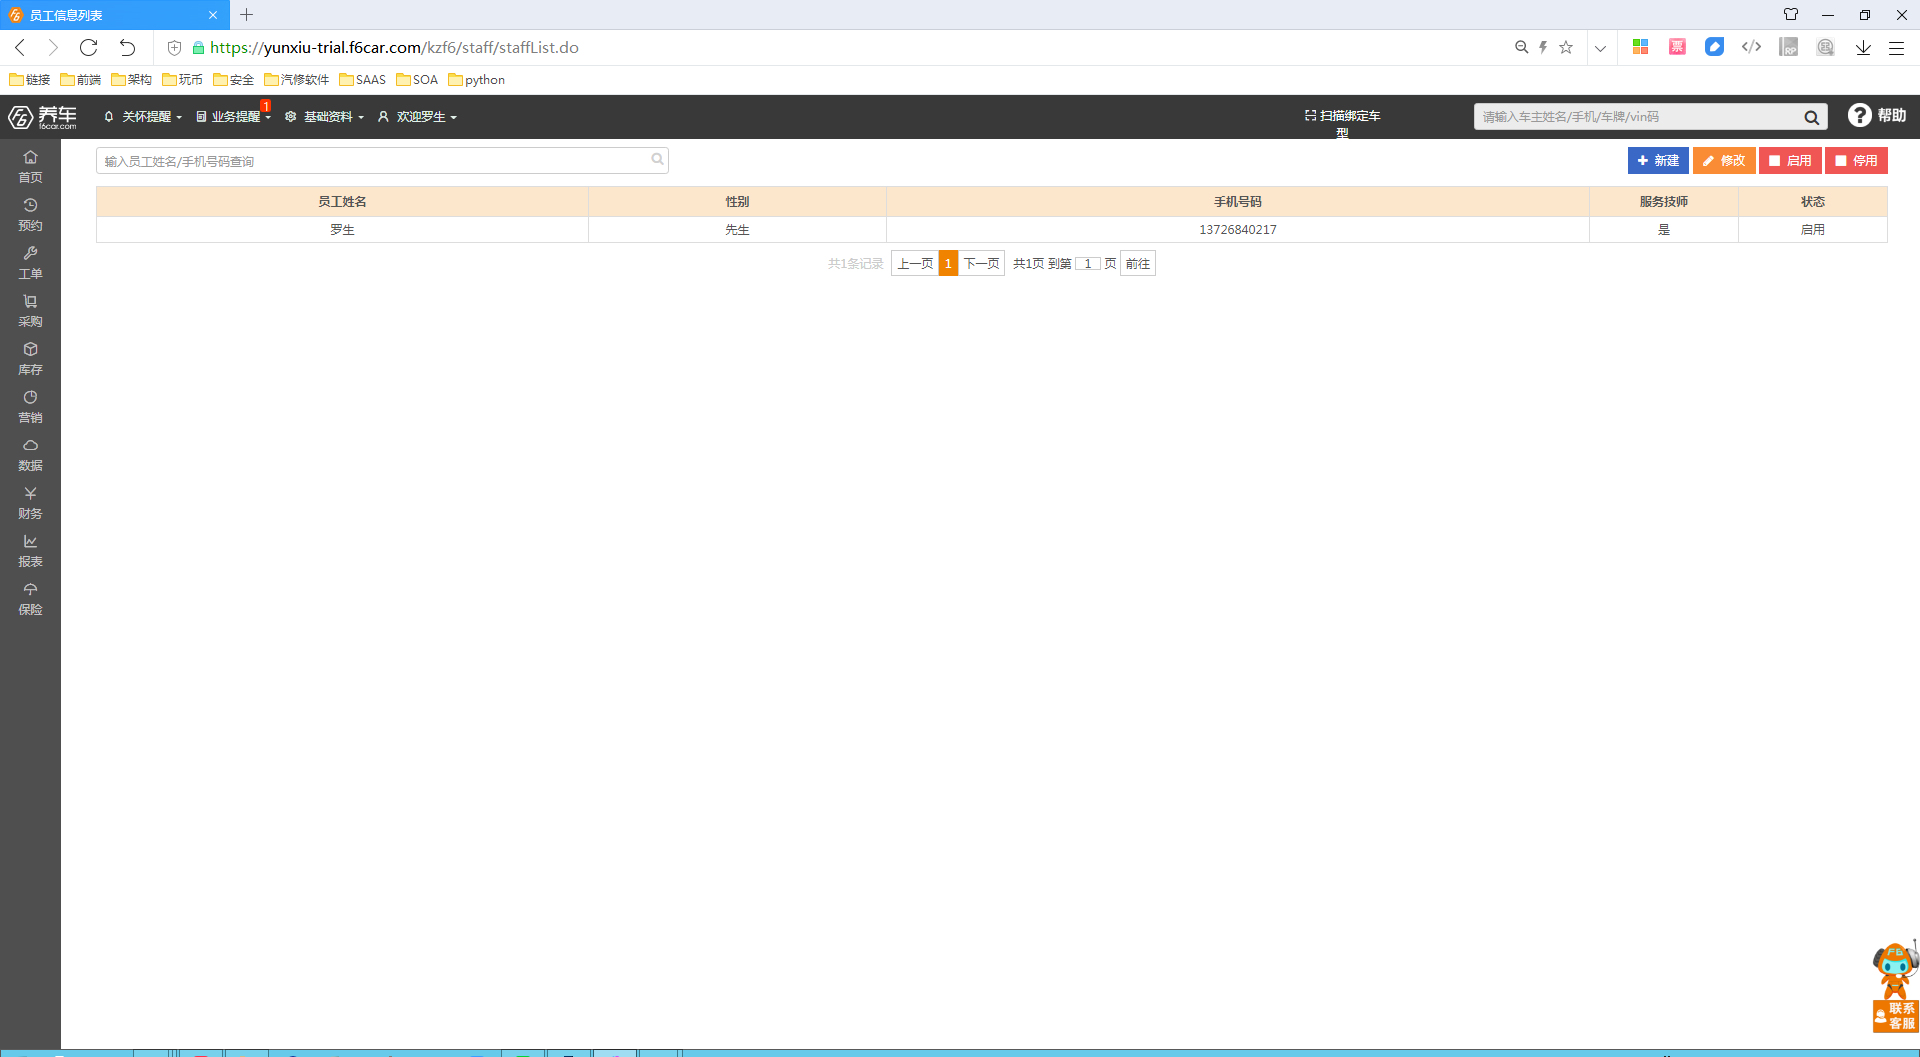 员工信息列表
https://yunxiu-trial.f6car.com/kzf6/staff/staffList.do
票
RP
链接 前端 架构 玩币 安全 汽修软件 SAAS SOA python
F6 养车 f6car.com
关怀提醒 业务提醒 1 基础资料 欢迎罗生
扫描绑定车型
请输入车主姓名/手机/车牌/vin码
帮助
首页
预约
工单
采购
库存
营销
数据
财务
报表
保险
输入员工姓名/手机号码查询
新建 修改 启用 停用
员工姓名 性别 手机号码 服务技师 状态
罗生 先生 13726840217 是 启用
共1条记录 上一页 1 下一页 共1页 到第 1 页 前往
F6
联系
客服